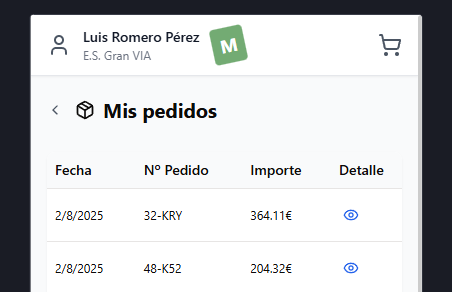 Luis Romero Pérez
E.S. Gran VIA
M
Mis pedidos
Fecha Nº Pedido Importe Detalle
2/8/2025 32-KRY 364.11€
2/8/2025 48-K52 204.32€